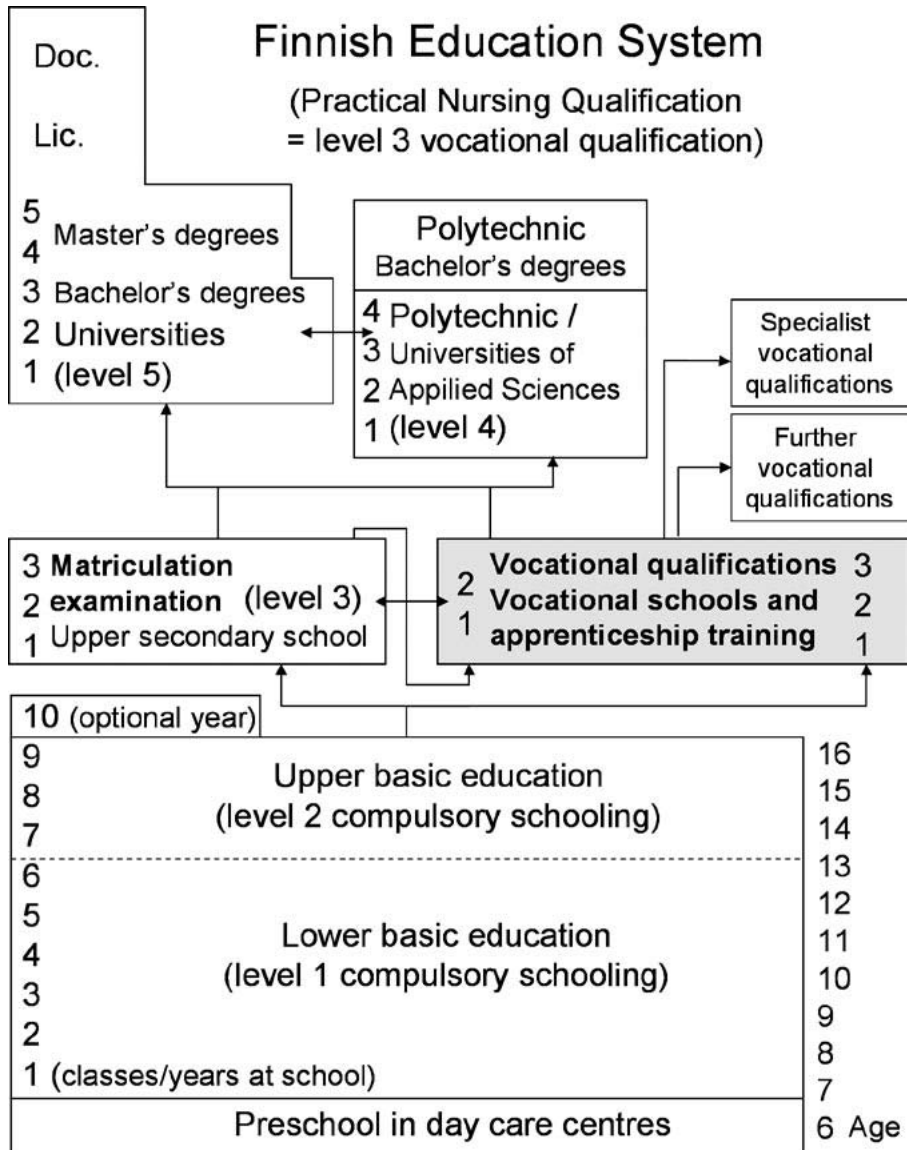 Finnish Education System
(Practical Nursing Qualification
= level 3 vocational qualification)
Doc.
Lic.
5
4 Master's degrees
3 Bachelor's degrees
2 Universities
1 (level 5)
Polytechnic
Bachelor's degrees
4 Polytechnic /
3 Universities of
2 Appilied Sciences
1 (level 4)
Specialist
vocational
qualifications
Further
vocational
qualifications
3 Matriculation
2 examination (level 3)
1 Upper secondary school
2
1
Vocational qualifications 3
Vocational schools and 2
apprenticeship training 1
10 (optional year)
9
8
7
Upper basic education
(level 2 compulsory schooling)
6
5
4
3
2
1 (classes/years at school)
Lower basic education
(level 1 compulsory schooling)
Preschool in day care centres
16
15
14
13
12
11
10
9
8
7
6 Age